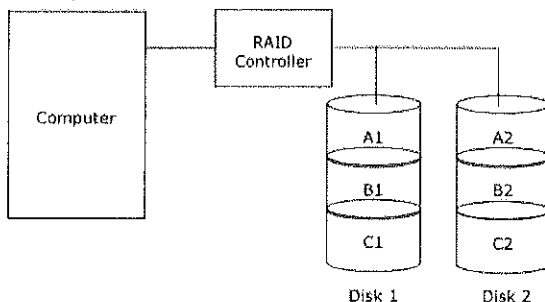 RAID
Controller
Computer
A1 A2
B1 B2
C1 C2
Disk 1 Disk 2